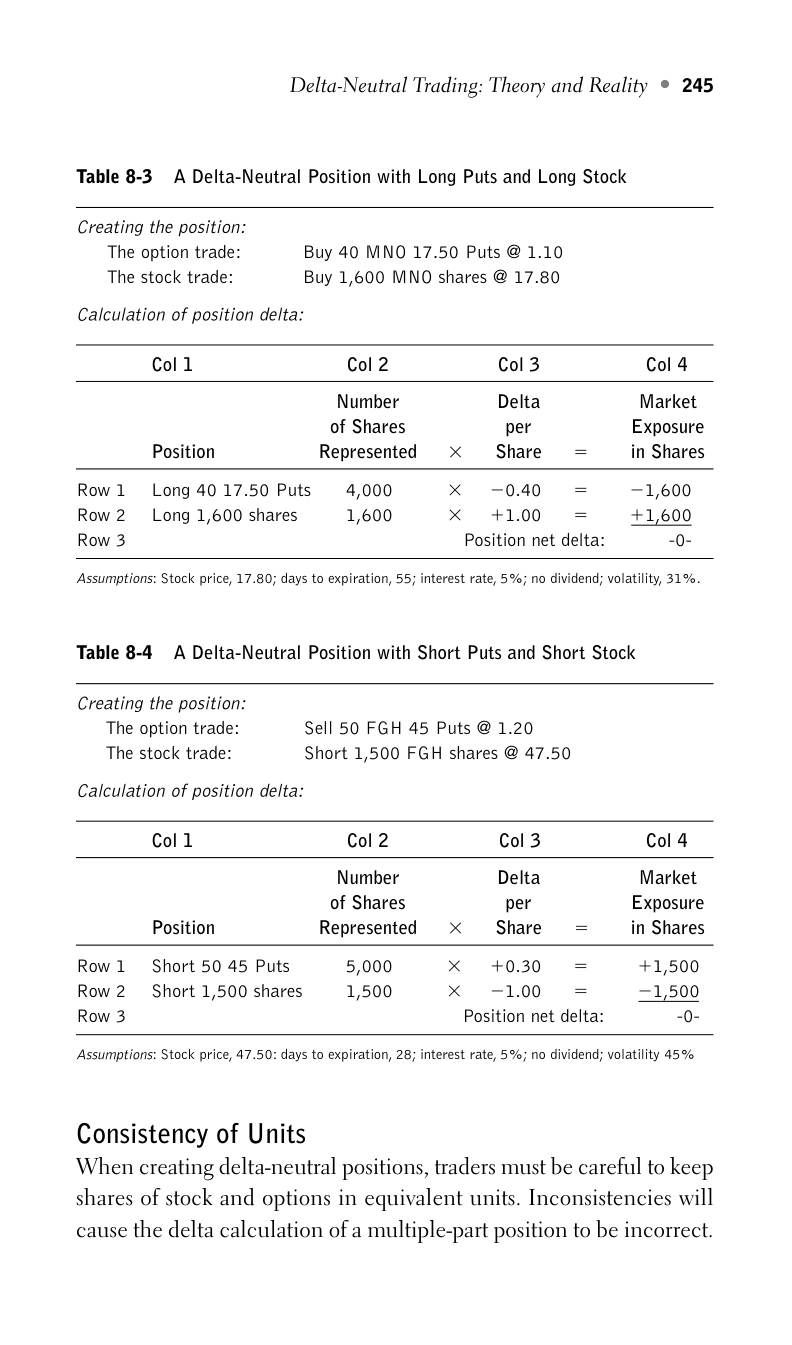 Delta-Neutral Trading: Theory and Reality • 245
Table 8-3 A Delta-Neutral Position with Long Puts and Long Stock
Creating the position:
The option trade: Buy 40 MNO 17.50 Puts @ 1.10
The stock trade: Buy 1,600 MNO shares @ 17.80
Calculation of position delta:
Col 1 Col 2 Col 3 Col 4
Number Delta Market
of Shares per Exposure
Position Represented × Share = in Shares
Row 1 Long 40 17.50 Puts 4,000 × −0.40 = −1,600
Row 2 Long 1,600 shares 1,600 × +1.00 = +1,600
Row 3 Position net delta: -0-
Assumptions: Stock price, 17.80; days to expiration, 55; interest rate, 5%; no dividend; volatility, 31%.
Table 8-4 A Delta-Neutral Position with Short Puts and Short Stock
Creating the position:
The option trade: Sell 50 FGH 45 Puts @ 1.20
The stock trade: Short 1,500 FGH shares @ 47.50
Calculation of position delta:
Col 1 Col 2 Col 3 Col 4
Number Delta Market
of Shares per Exposure
Position Represented × Share = in Shares
Row 1 Short 50 45 Puts 5,000 × +0.30 = +1,500
Row 2 Short 1,500 shares 1,500 × −1.00 = −1,500
Row 3 Position net delta: -0-
Assumptions: Stock price, 47.50: days to expiration, 28; interest rate, 5%; no dividend; volatility 45%
Consistency of Units
When creating delta-neutral positions, traders must be careful to keep
shares of stock and options in equivalent units. Inconsistencies will
cause the delta calculation of a multiple-part position to be incorrect.